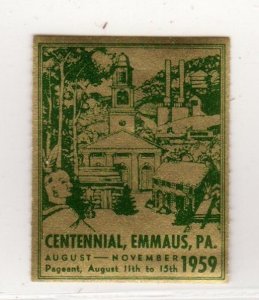 CENTENNIAL, EMMAUS, PA.
AUGUST — NOVEMBER 1959
Pageant, August 11th to 15th